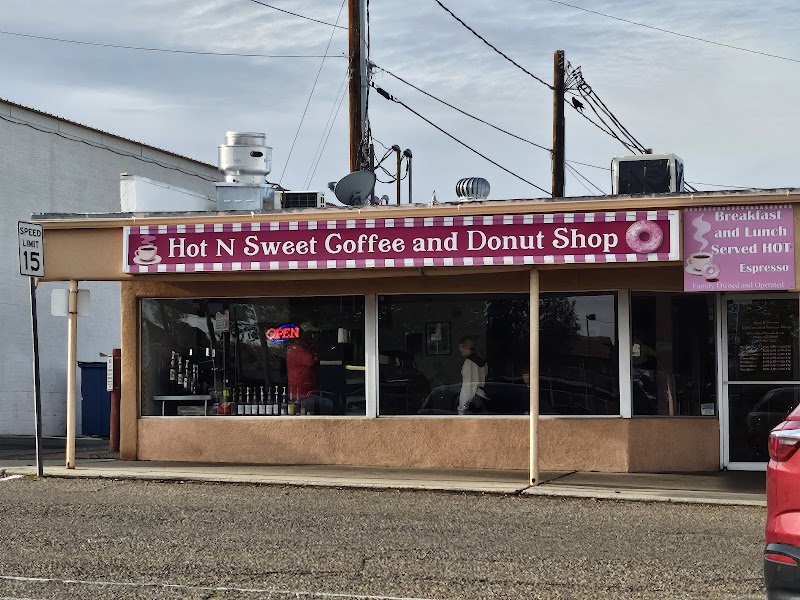 SPEED
LIMIT
15
Hot N Sweet Coffee and Donut Shop
Breakfast
and Lunch
Served HOT
Espresso
Family Owned and Operated
OPEN